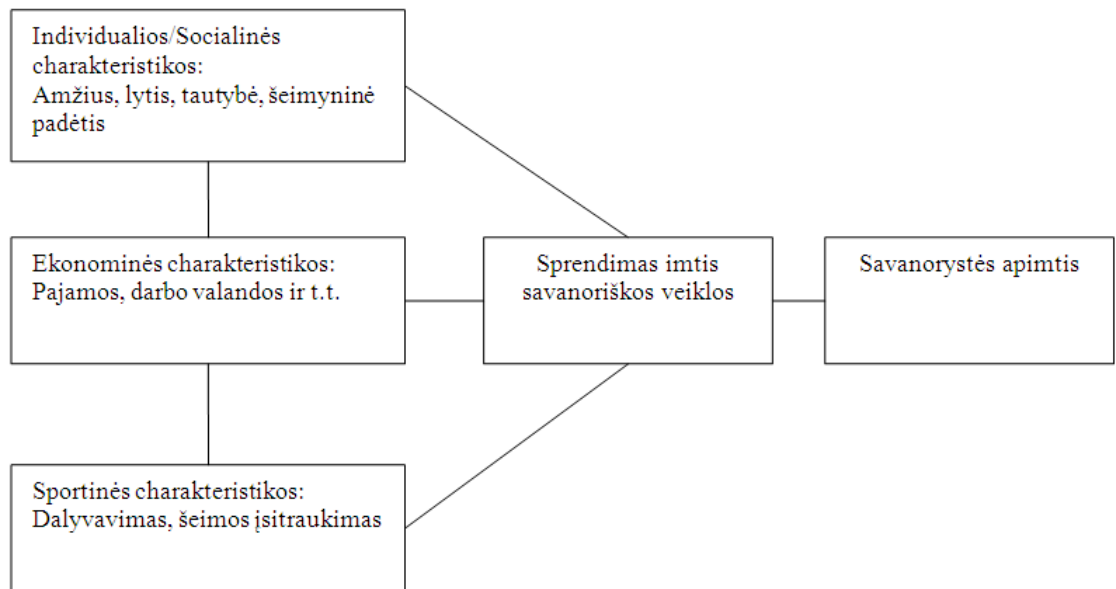 Individualios/Socialinės
charakteristikos:
Amžius, lytis, tautybė, šeimyninė
padėtis
Ekonominės charakteristikos:
Pajamos, darbo valandos ir t.t.
Sprendimas imtis
savanoriškos veiklos
Savanorystės apimtis
Sportinės charakteristikos:
Dalyvavimas, šeimos įsitraukimas